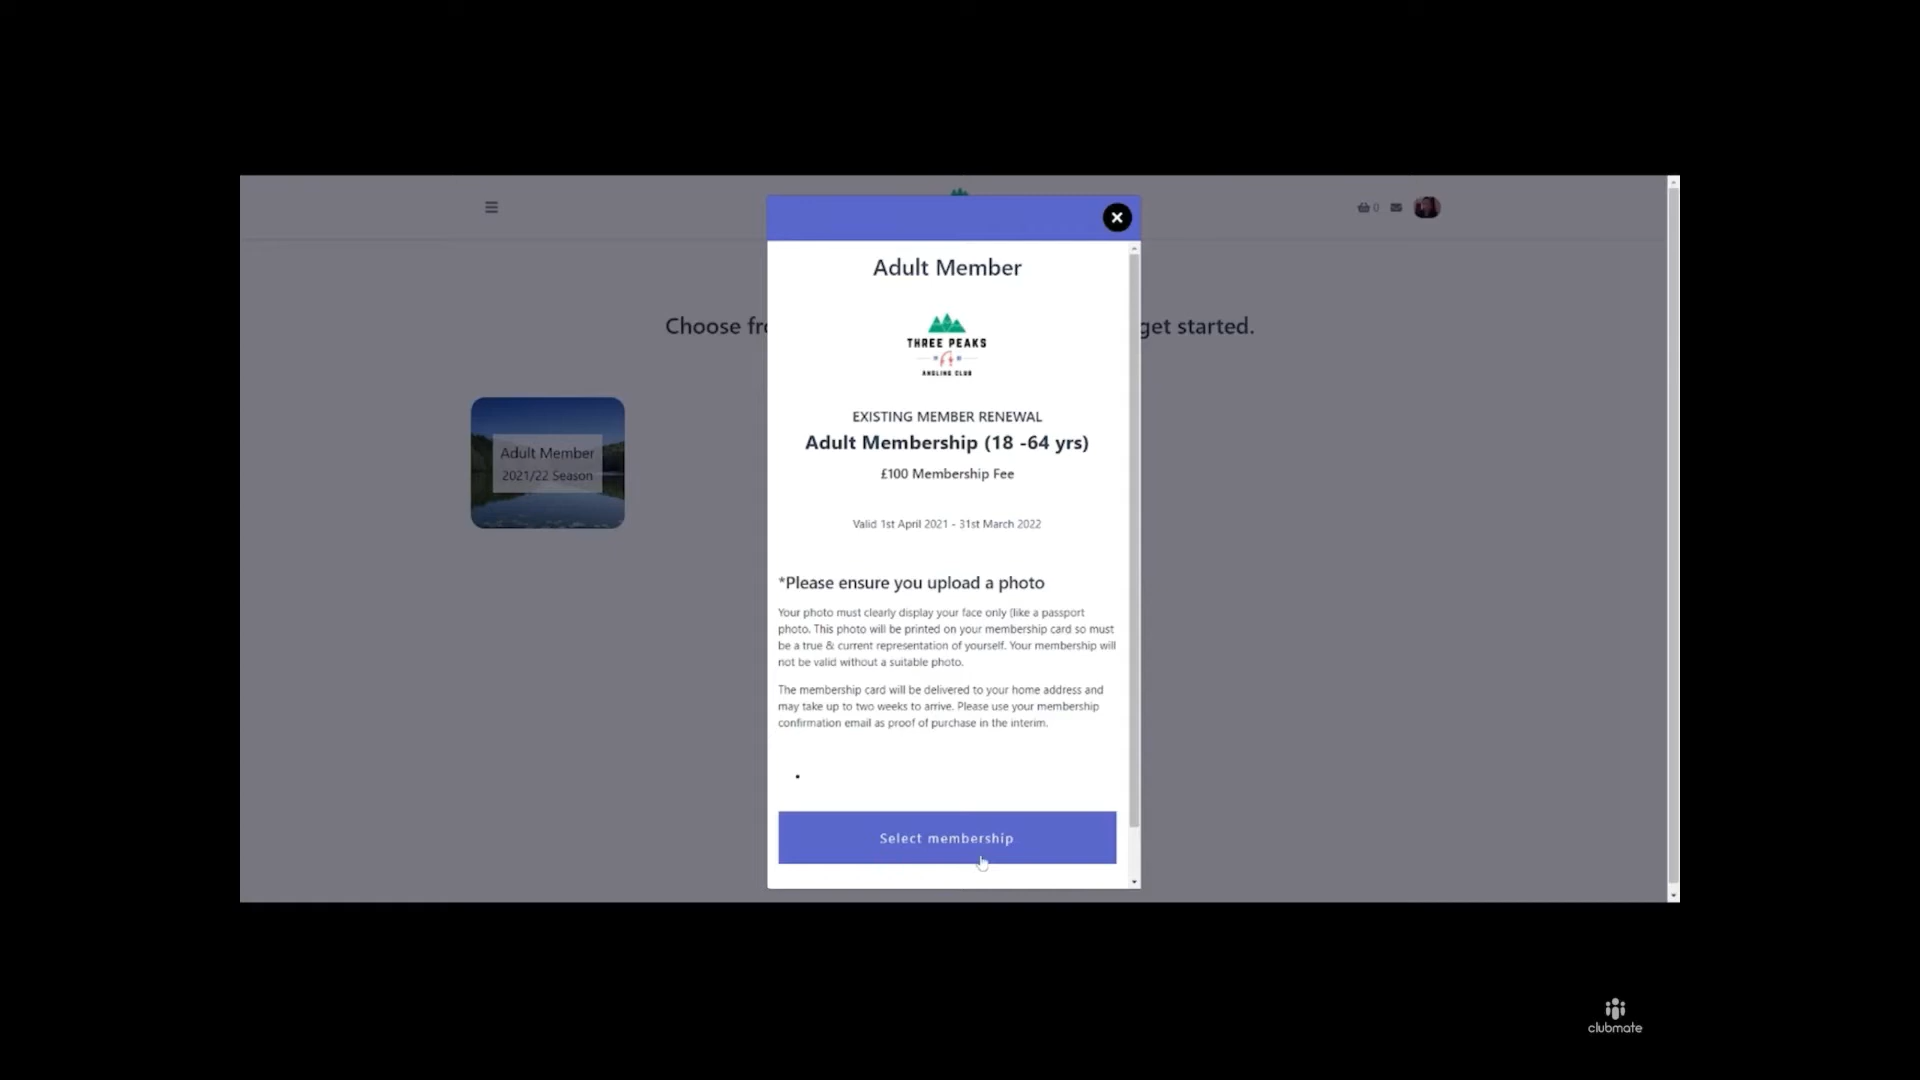 0
Adult Member
THREE PEAKS
ANGLING CLUB
Choose fr
get started.
EXISTING MEMBER RENEWAL
Adult Membership (18 -64 yrs)
£100 Membership Fee
Adult Member
2021/22 Season
Valid 1st April 2021 - 31st March 2022
*Please ensure you upload a photo
Your photo must clearly display your face only (like a passport
photo. This photo will be printed on your membership card so must
be a true & current representation of yourself. Your membership will
not be valid without a suitable photo.
The membership card will be delivered to your home address and
may take up to two weeks to arrive. Please use your membership
confirmation email as proof of purchase in the interim.
Select membership
clubmate